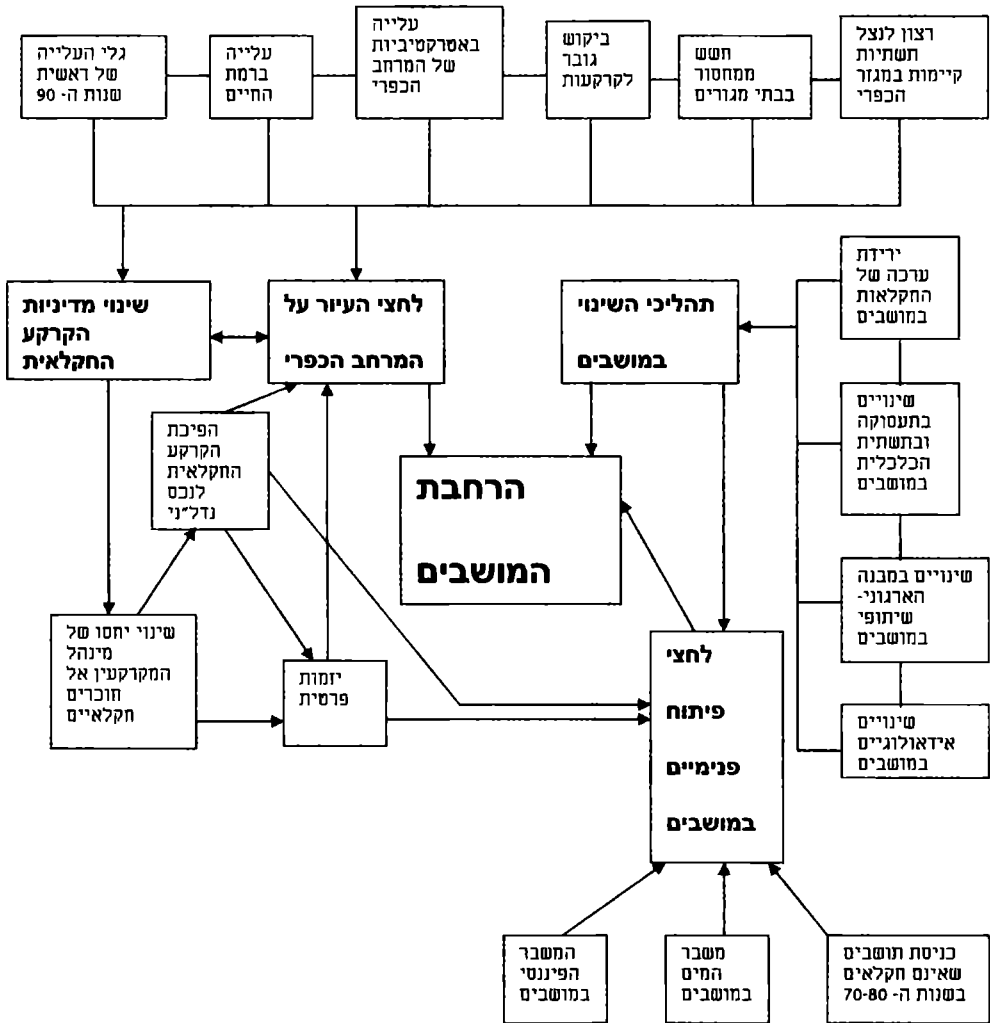 רצון לנצל
תשתיות
קיימות במגזר
הכפרי
חשש
ממחסור
בבתי מגורים
ביקוש
גובר
לקרקעות
עלייה
באטרקטיביות
של המרחב
הכפרי
עלייה
ברמת
החיים
גלי העלייה
של ראשית
שנות ה- 90
ירידת
ערכה של
החקלאות
במושבים
תהליכי השינוי
במושבים
לחצי העיור על
המרחב הכפרי
שינוי מדיניות
הקרקע
החקלאית
שינויים
בתעסוקה
ובתשתית
הכלכלית
במושבים
הרחבת
המושבים
הפיכת
הקרקע
החקלאית
לנכס
נדל"ני
שינויים במבנה
הארגוני-
שיתופי
במושבים
לחצי
פיתוח
פנימיים
במושבים
יזמות
פרטית
שינוי יחסו של
מינהל
המקרקעין אל
חוכרים
חקלאיים
שינויים
אידאולוגיים
במושבים
כניסת תושבים
שאינם חקלאים
בשנות ה- 70-80
משבר
המים
במושבים
המשבר
הפיננסי
במושבים